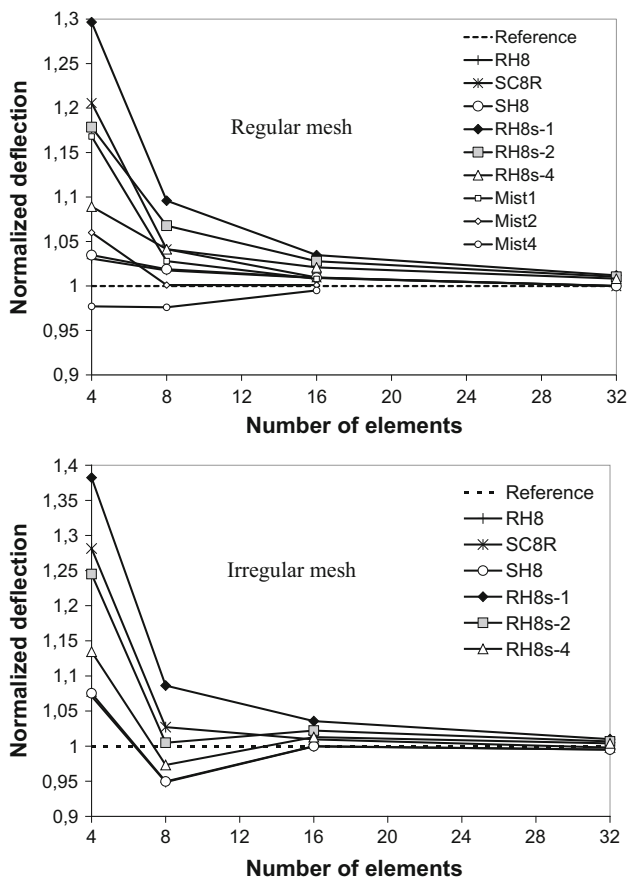 1,3
1,25
1,2
1,15
1,1
1,05
1
0,95
0,9
Normalized deflection
Regular mesh
Reference
RH8
SC8R
SH8
RH8s-1
RH8s-2
RH8s-4
Mist1
Mist2
Mist4
4 8 12 16 20 24 28 32
Number of elements
1,4
1,35
1,3
1,25
1,2
1,15
1,1
1,05
1
0,95
0,9
Normalized deflection
Irregular mesh
Reference
RH8
SC8R
SH8
RH8s-1
RH8s-2
RH8s-4
4 8 12 16 20 24 28 32
Number of elements